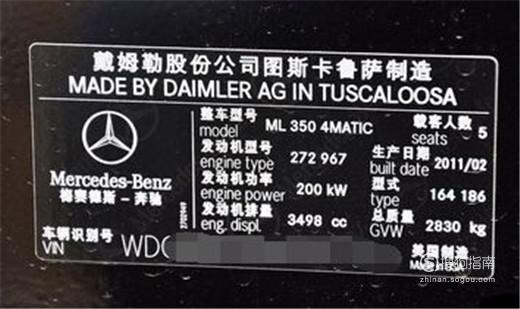 戴姆勒股份公司图斯卡鲁萨制造
MADE BY DAIMLER AG IN TUSCALOOSA
Mercedes-Benz
梅赛德斯-奔驰
整车型号
model ML 350 4MATIC
载客人数
seats 5
发动机型号
engine type 272 967
生产日期
built date 2011/02
发动机功率
engine power 200 kW
型式
type 164 186
发动机排量
eng. displ. 3498 cc
总质量
GVW 2830 kg
车辆识别号
VIN WDC
美国制造
指南
zhinan.sogou.com